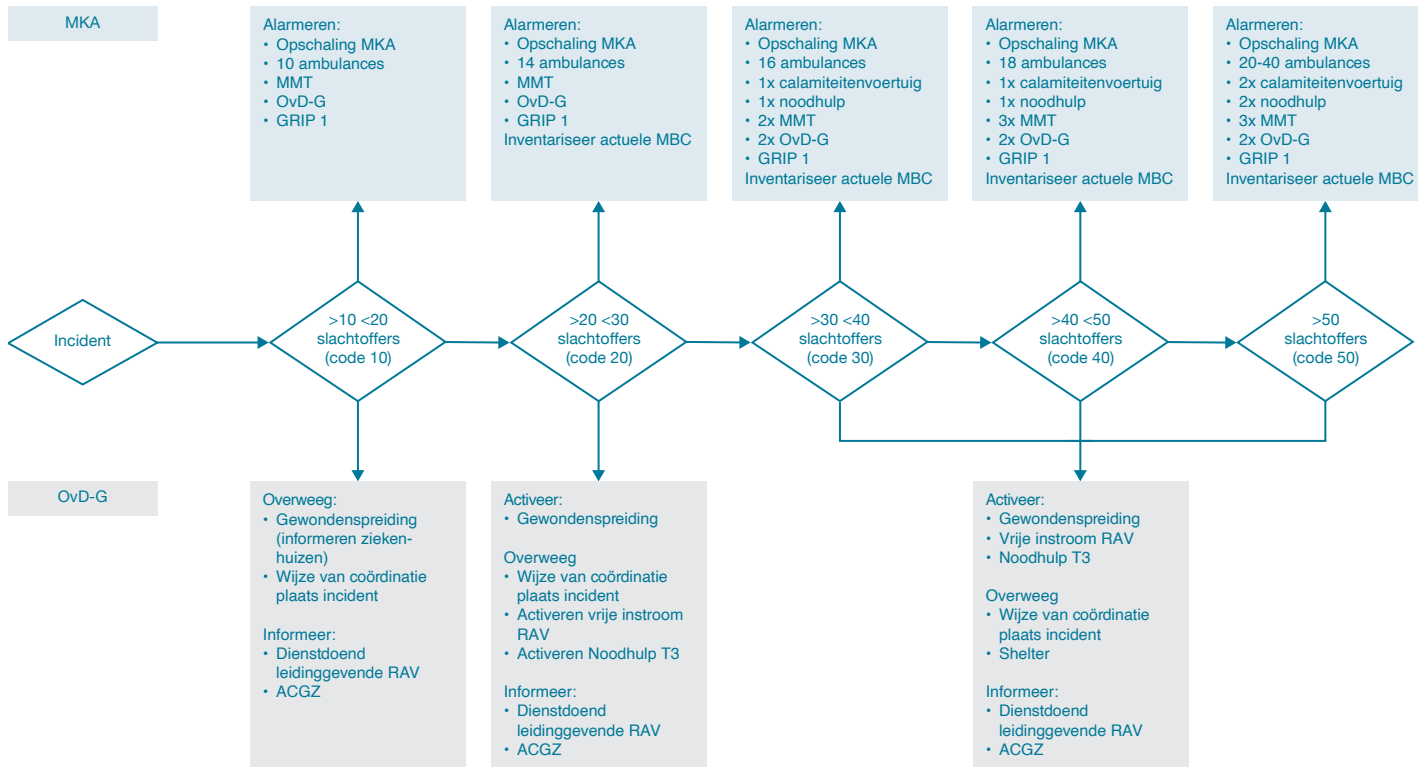 MKA
Alarmeren:
• Opschaling MKA
• 10 ambulances
• MMT
• OvD-G
• GRIP 1
Alarmeren:
• Opschaling MKA
• 14 ambulances
• MMT
• OvD-G
• GRIP 1
Inventariseer actuele MBC
Alarmeren:
• Opschaling MKA
• 16 ambulances
• 1x calamiteitenvoertuig
• 1x noodhulp
• 2x MMT
• 2x OvD-G
• GRIP 1
Inventariseer actuele MBC
Alarmeren:
• Opschaling MKA
• 18 ambulances
• 1x calamiteitenvoertuig
• 1x noodhulp
• 3x MMT
• 2x OvD-G
• GRIP 1
Inventariseer actuele MBC
Alarmeren:
• Opschaling MKA
• 20-40 ambulances
• 2x calamiteitenvoertuig
• 2x noodhulp
• 3x MMT
• 2x OvD-G
• GRIP 1
Inventariseer actuele MBC
Incident
>10 <20
slachtoffers
(code 10)
>20 <30
slachtoffers
(code 20)
>30 <40
slachtoffers
(code 30)
>40 <50
slachtoffers
(code 40)
>50
slachtoffers
(code 50)
OvD-G
Overweeg:
• Gewondenspreiding
(informeren zieken-
huizen)
• Wijze van coördinatie
plaats incident
Informeer:
• Dienstdoend
leidinggevende RAV
• ACGZ
Activeer:
• Gewondenspreiding
Overweeg
• Wijze van coördinatie
plaats incident
• Activeren vrije instroom
RAV
• Activeren Noodhulp T3
Informeer:
• Dienstdoend
leidinggevende RAV
• ACGZ
Activeer:
• Gewondenspreiding
• Vrije instroom RAV
• Noodhulp T3
Overweeg
• Wijze van coördinatie
plaats incident
• Shelter
Informeer:
• Dienstdoend
leidinggevende RAV
• ACGZ